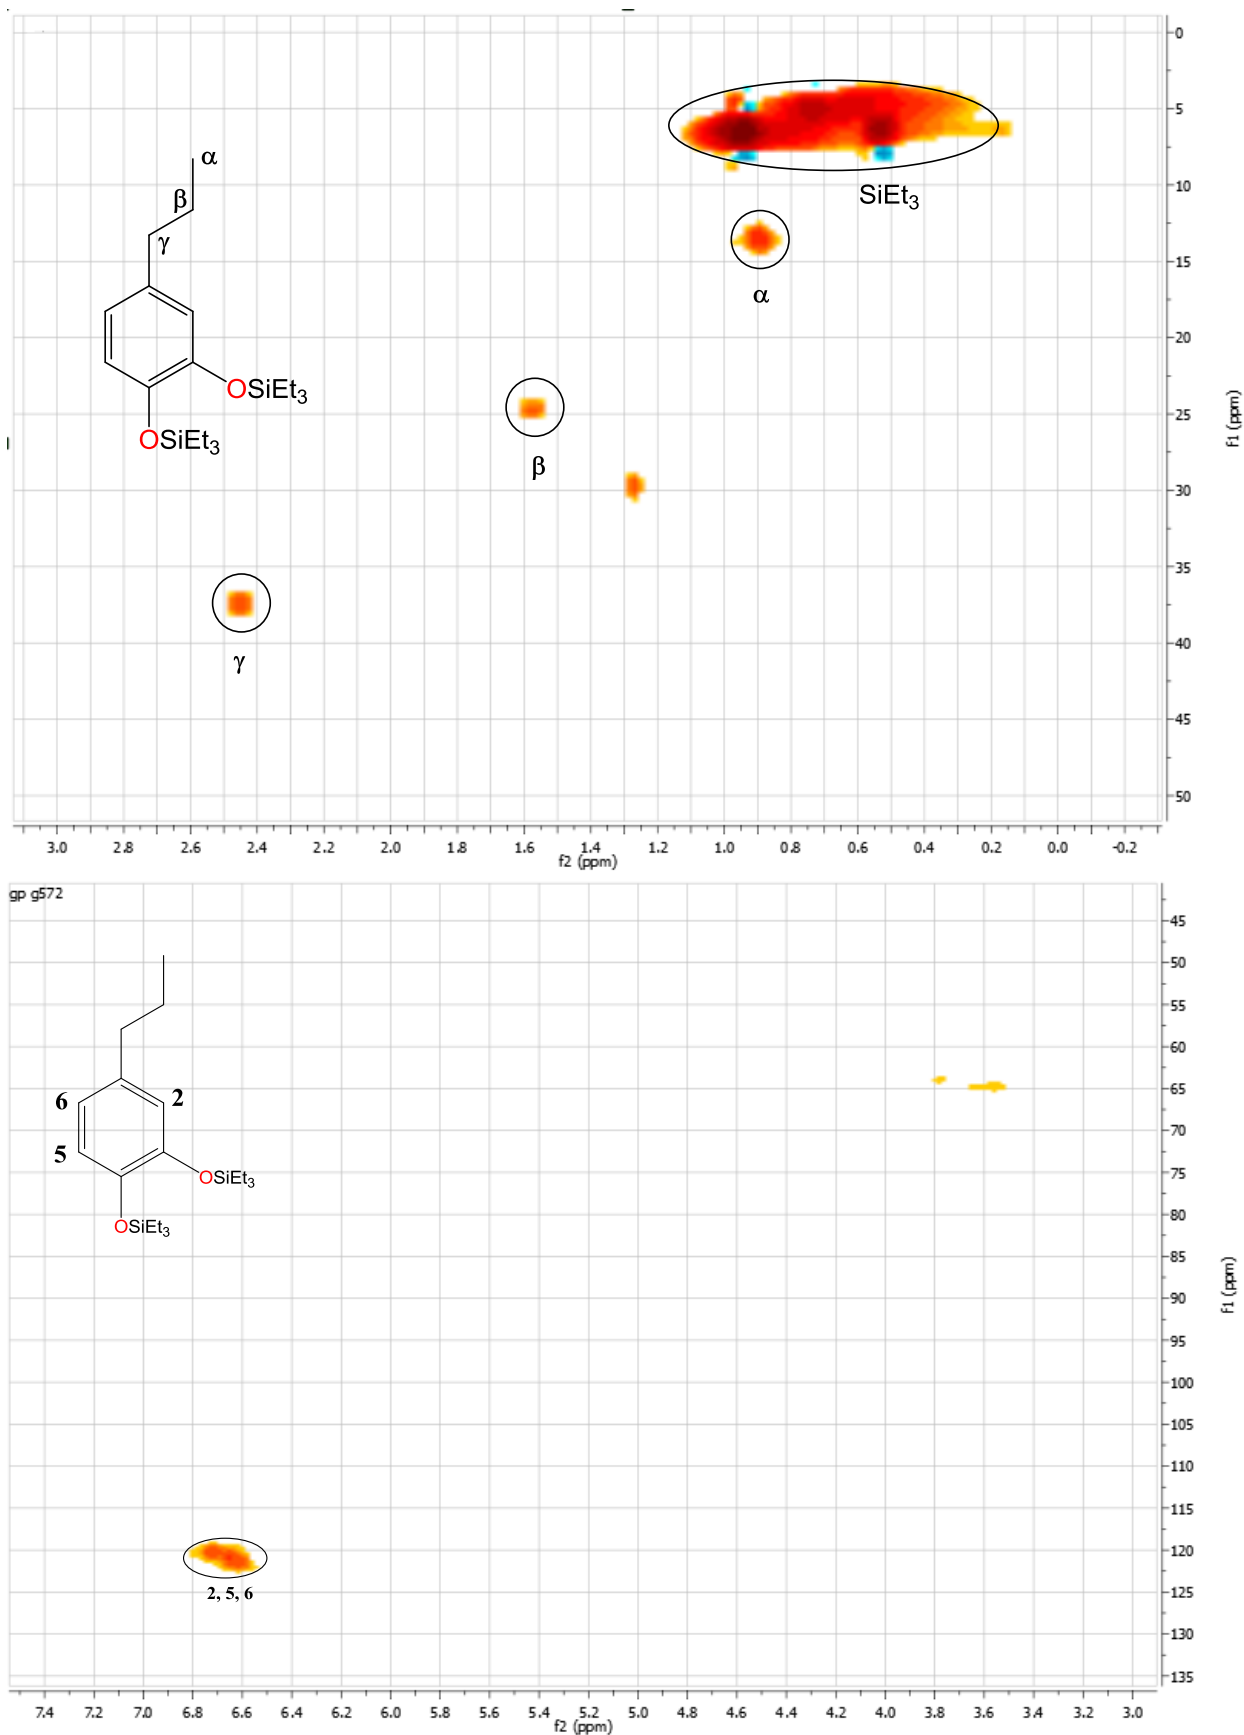 0
5
10
15
20
25
30
35
40
45
50
f1 (ppm)
SiEt3
α
β
γ
α
β
γ
OSiEt3
OSiEt3
3.0 2.8 2.6 2.4 2.2 2.0 1.8 1.6 1.4 1.2 1.0 0.8 0.6 0.4 0.2 0.0 -0.2
f2 (ppm)
gp g572
45
50
55
60
65
70
75
80
85
90
95
100
105
110
115
120
125
130
135
f1 (ppm)
6 2
5
OSiEt3
OSiEt3
2, 5, 6
7.4 7.2 7.0 6.8 6.6 6.4 6.2 6.0 5.8 5.6 5.4 5.2 5.0 4.8 4.6 4.4 4.2 4.0 3.8 3.6 3.4 3.2 3.0
f2 (ppm)